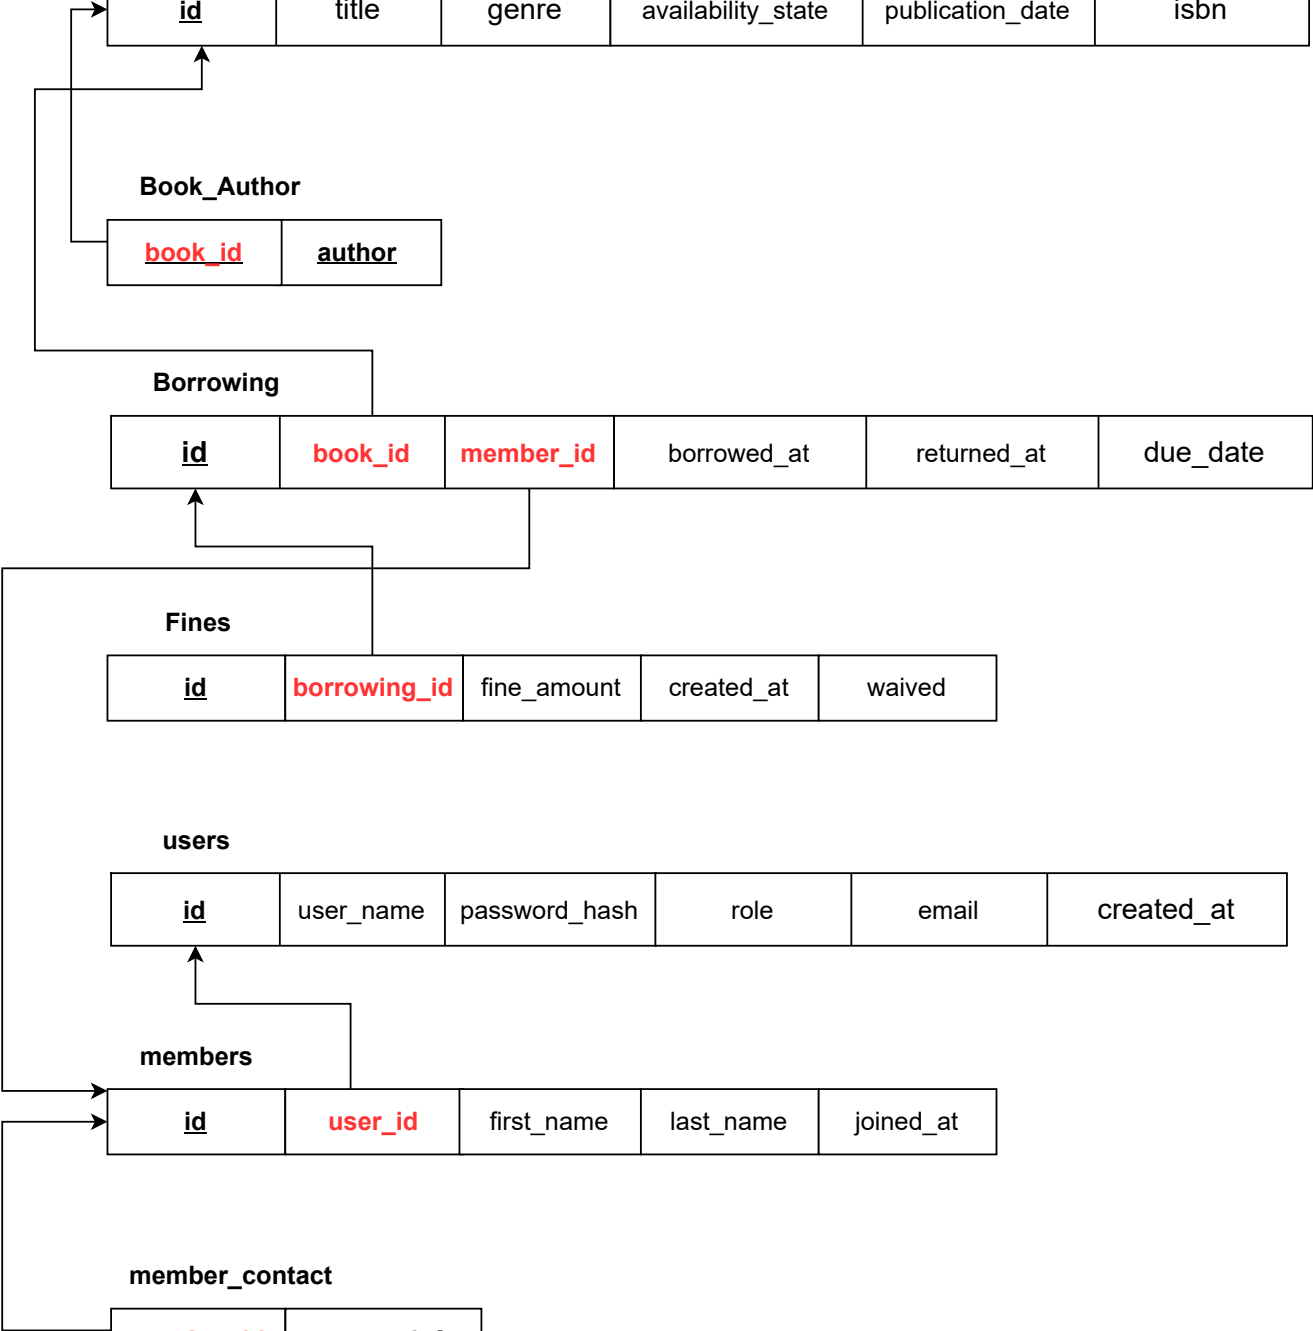 id title genre availability_state publication_date isbn
Book_Author
book_id author
Borrowing
id book_id member_id borrowed_at returned_at due_date
Fines
id borrowing_id fine_amount created_at waived
users
id user_name password_hash role email created_at
members
id user_id first_name last_name joined_at
member_contact